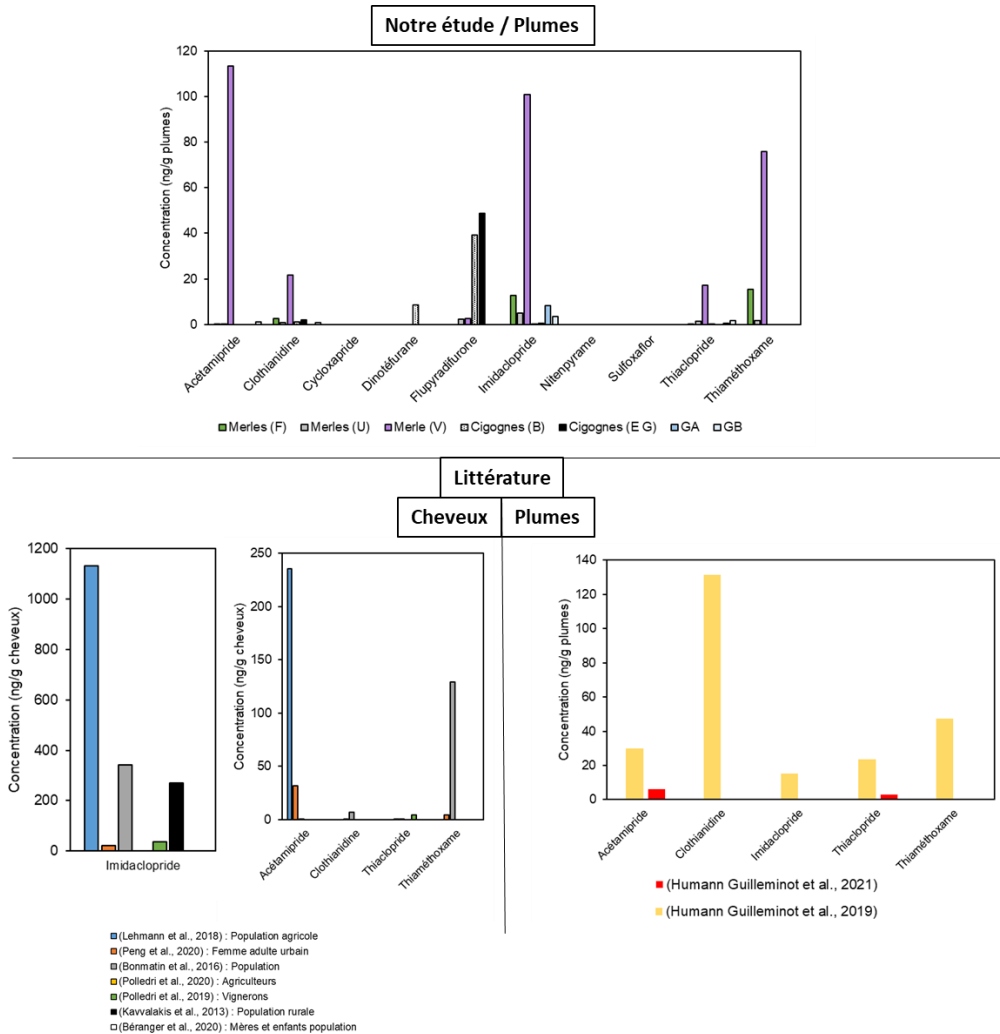 Notre étude / Plumes
Concentration (ng/g plumes)
120
100
80
60
40
20
0
Acétamipride
Clothianidine
Cycloxapride
Dinotéfurane
Flupyradifurone
Imidaclopride
Nitenpyrame
Sulfoxaflor
Thiaclopride
Thiaméthoxame
Merles (F) Merles (U) Merle (V) Cigognes (B) Cigognes (E G) GA GB
Littérature
Cheveux Plumes
Concentration (ng/g cheveux)
1200
1000
800
600
400
200
0
Imidaclopride
Concentration (ng/g cheveux)
250
200
150
100
50
0
Acétamipride
Clothianidine
Thiaclopride
Thiaméthoxame
Concentration (ng/g plumes)
140
120
100
80
60
40
20
0
Acétamipride
Clothianidine
Imidaclopride
Thiaclopride
Thiaméthoxame
(Humann Guilleminot et al., 2021)
(Humann Guilleminot et al., 2019)
(Lehmann et al., 2018) : Population agricole
(Peng et al., 2020) : Femme adulte urbain
(Bonmatin et al., 2016) : Population
(Polledri et al., 2020) : Agriculteurs
(Polledri et al., 2019) : Vignerons
(Kavvalakis et al., 2013) : Population rurale
(Béranger et al., 2020) : Mères et enfants population